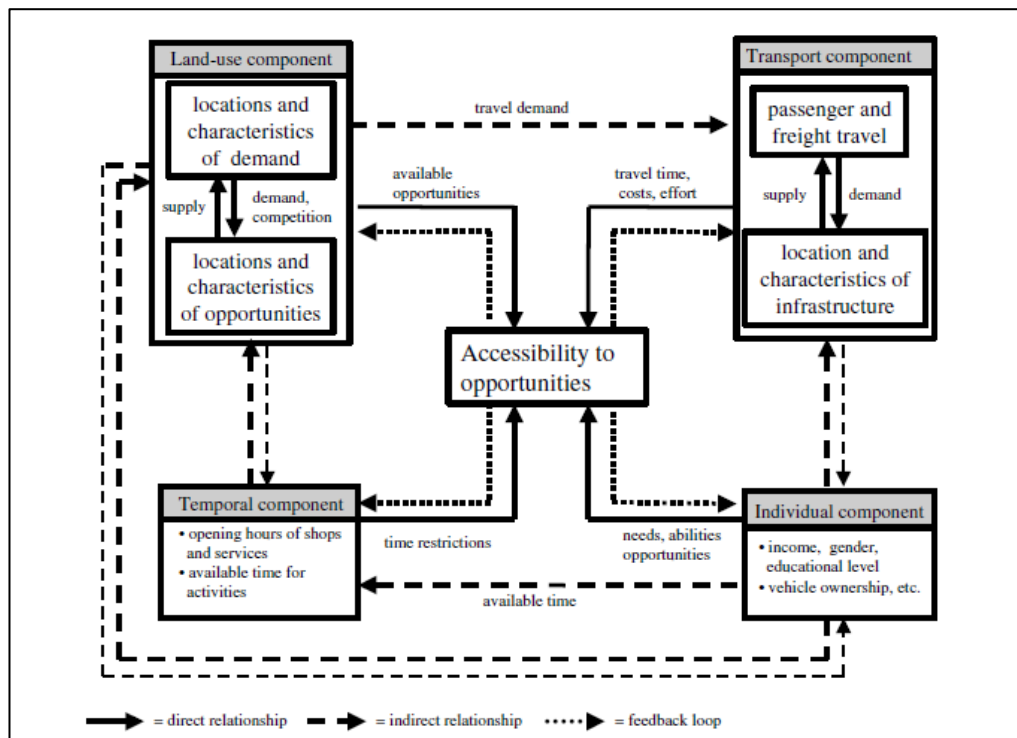 Land-use component
locations and
characteristics
of demand
supply
demand,
competition
locations and
characteristics
of opportunities
travel demand
available
opportunities
Transport component
passenger and
freight travel
supply
demand
location and
characteristics of
infrastructure
travel time,
costs, effort
Accessibility to
opportunities
Temporal component
• opening hours of shops
and services
• available time for
activities
time restrictions
available time
needs, abilities
opportunities
Individual component
• income, gender,
educational level
• vehicle ownership, etc.
= direct relationship
= indirect relationship
= feedback loop